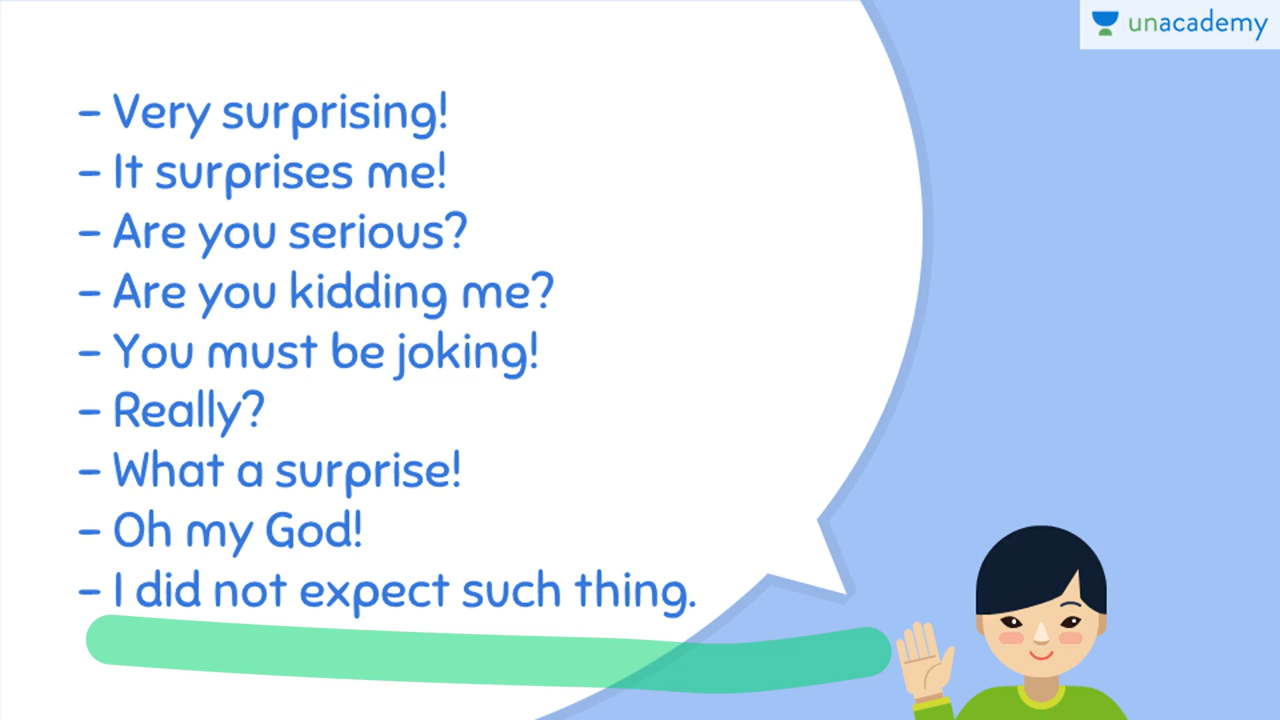 unacademy
- Very surprising!
- It surprises me!
- Are you serious?
- Are you kidding me?
- You must be joking!
- Really?
- What a surprise!
- Oh my God!
- I did not expect such thing.